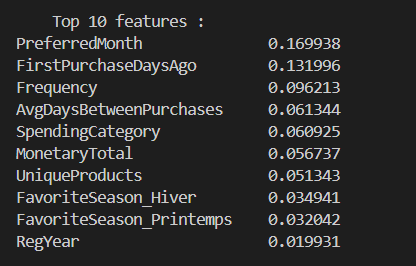 Top 10 features :
PreferredMonth 0.169938
FirstPurchaseDaysAgo 0.131996
Frequency 0.096213
AvgDaysBetweenPurchases 0.061344
SpendingCategory 0.060925
MonetaryTotal 0.056737
UniqueProducts 0.051343
FavoriteSeason_Hiver 0.034941
FavoriteSeason_Printemps 0.032042
RegYear 0.019931